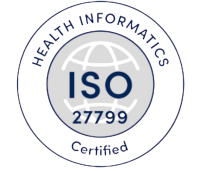 HEALTH INFORMATICS
ISO
27799
Certified